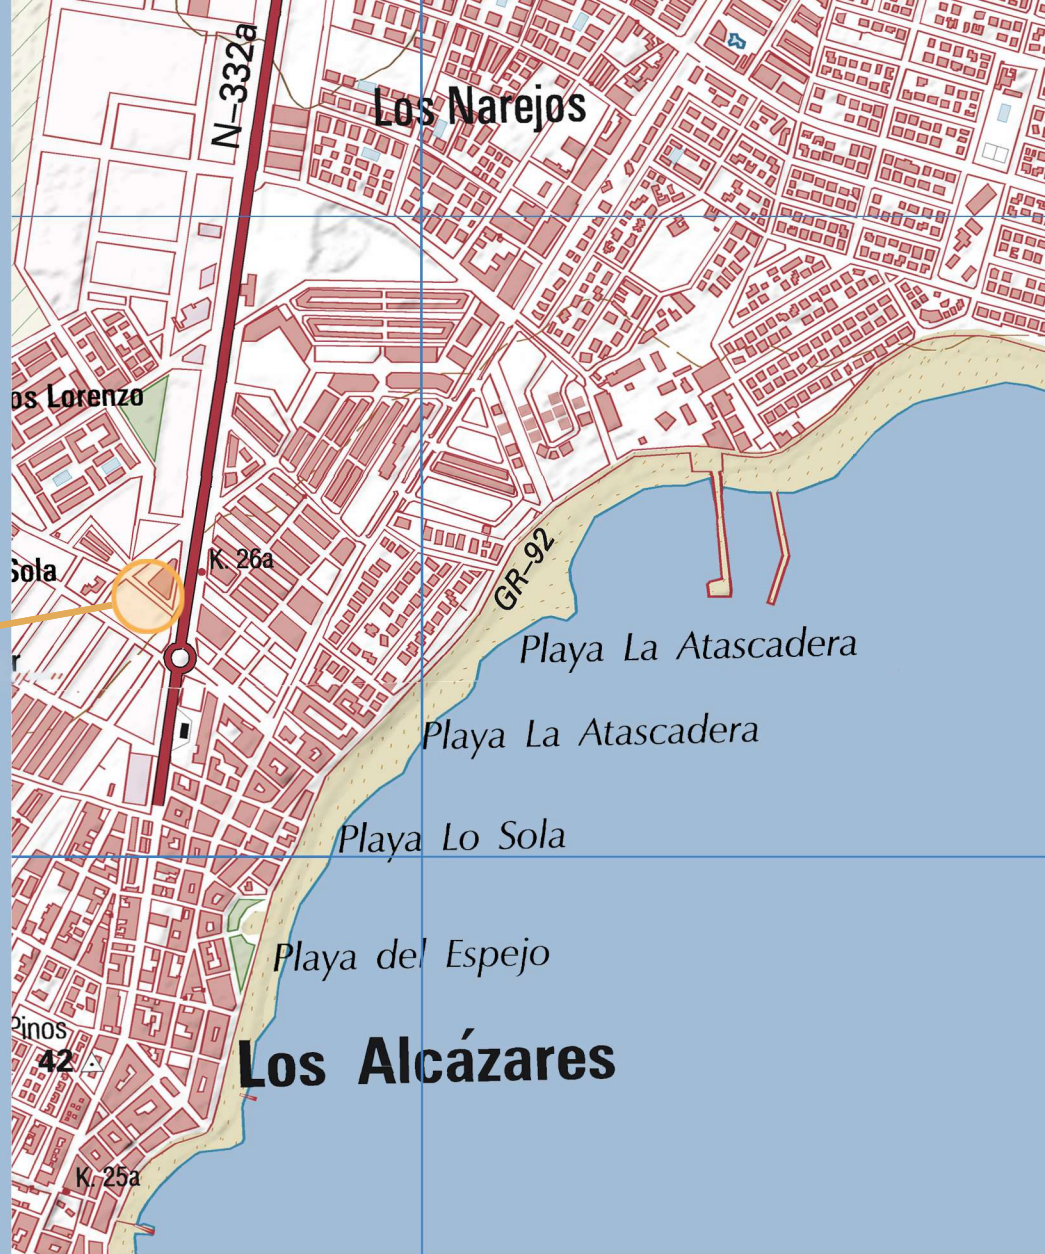 N-332a
Los Narejos
os Lorenzo
K. 26a
Sola
GR-92
Playa La Atascadera
r
Playa La Atascadera
Playa Lo Sola
Playa del Espejo
Pinos
42
Los Alcázares
K. 25a